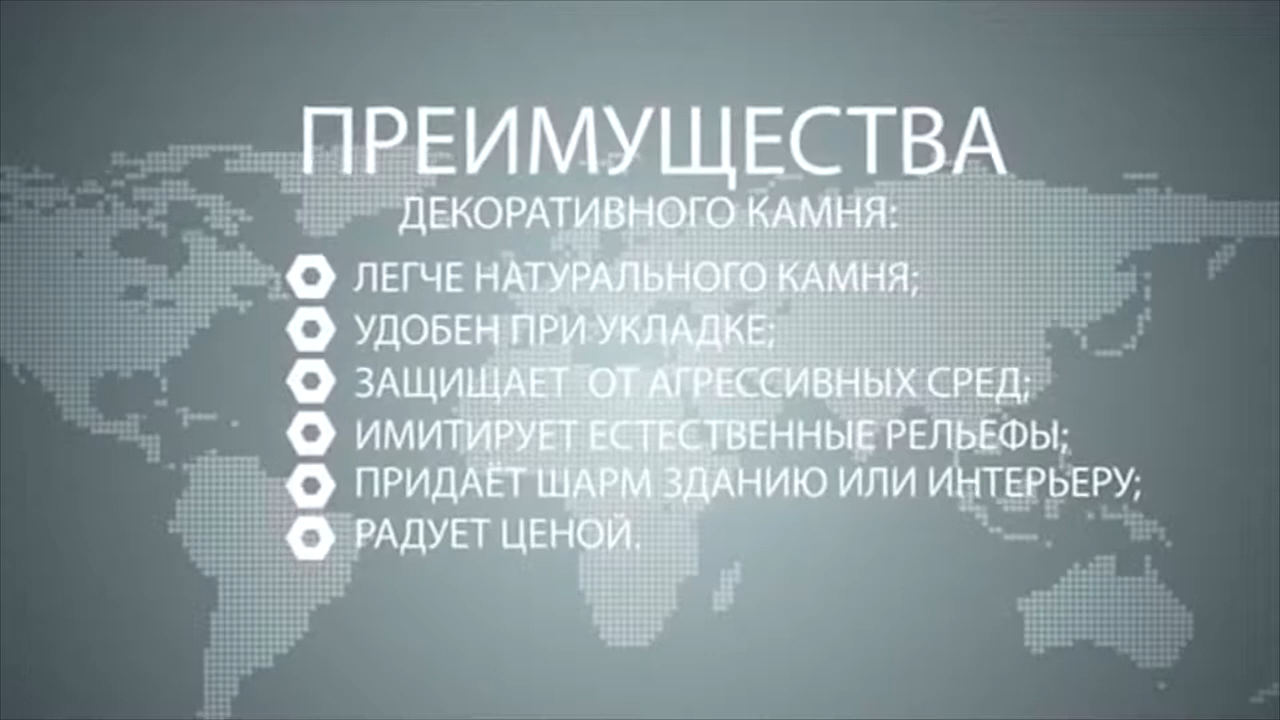 ПРЕИМУЩЕСТВА
ДЕКОРАТИВНОГО КАМНЯ:
ЛЕГЧЕ НАТУРАЛЬНОГО КАМНЯ;
УДОБЕН ПРИ УКЛАДКЕ;
ЗАЩИЩАЕТ ОТ АГРЕССИВНЫХ СРЕД;
ИМИТИРУЕТ ЕСТЕСТВЕННЫЕ РЕЛЬЕФЫ;
ПРИДАЁТ ШАРМ ЗДАНИЮ ИЛИ ИНТЕРЬЕРУ;
РАДУЕТ ЦЕНОЙ.